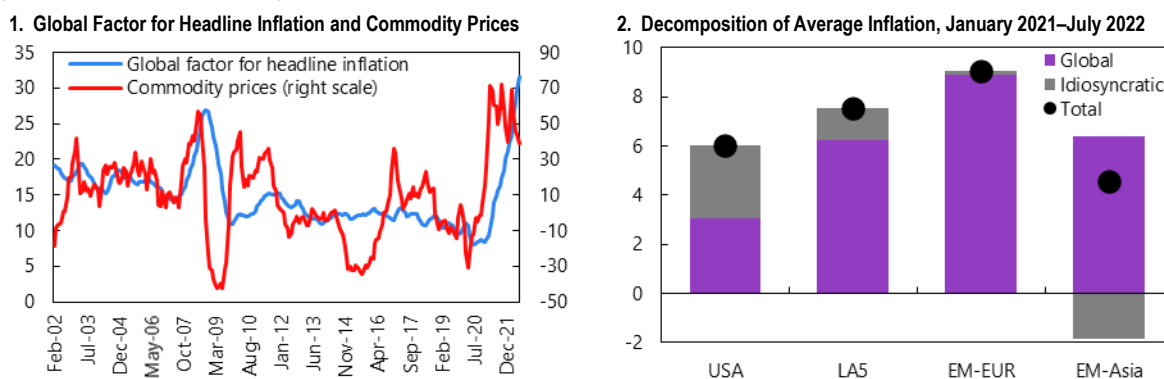 1. Global Factor for Headline Inflation and Commodity Prices
35
30
25
20
15
10
5
0
90
70
50
30
10
-10
-30
-50
Global factor for headline inflation
Commodity prices (right scale)
Feb-02
Jul-03
Dec-04
May-06
Oct-07
Mar-09
Aug-10
Jan-12
Jun-13
Nov-14
Apr-16
Sep-17
Feb-19
Jul-20
Dec-21
2. Decomposition of Average Inflation, January 2021–July 2022
10
8
6
4
2
0
-2
Global
Idiosyncratic
Total
USA
LA5
EM-EUR
EM-Asia